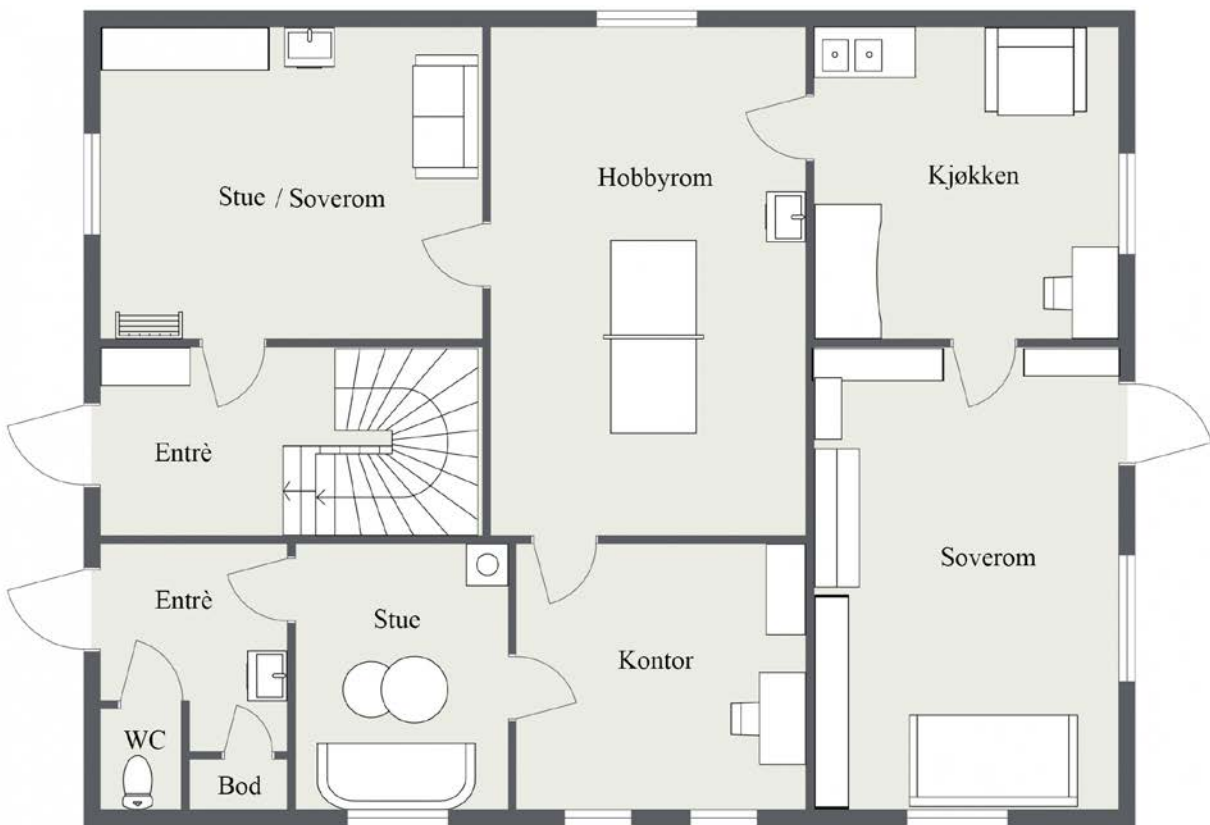 Stue / Soverom
Hobbyrom
Kjøkken
Entrè
Soverom
Entrè
Stue
Kontor
WC
Bod